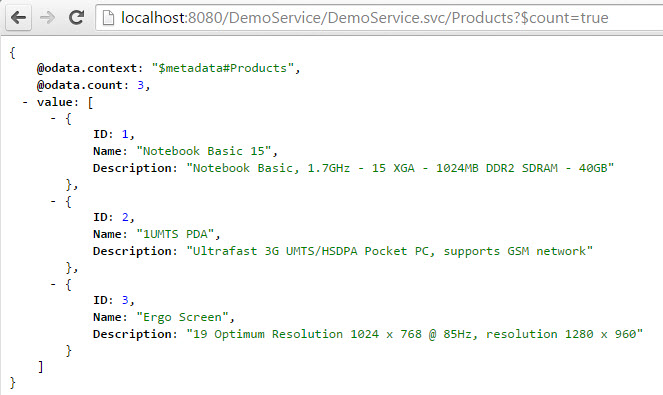 localhost:8080/DemoService/DemoService.svc/Products?$count=true
{
@odata.context: "$metadata#Products",
@odata.count: 3,
- value: [
- {
ID: 1,
Name: "Notebook Basic 15",
Description: "Notebook Basic, 1.7GHz - 15 XGA - 1024MB DDR2 SDRAM - 40GB"
},
- {
ID: 2,
Name: "1UMTS PDA",
Description: "Ultrafast 3G UMTS/HSDPA Pocket PC, supports GSM network"
},
- {
ID: 3,
Name: "Ergo Screen",
Description: "19 Optimum Resolution 1024 x 768 @ 85Hz, resolution 1280 x 960"
}
]
}